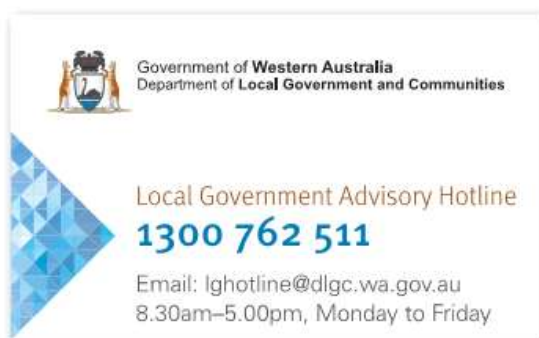 Government of Western Australia
Department of Local Government and Communities
Local Government Advisory Hotline
1300 762 511
Email: lghotline@dlgc.wa.gov.au
8.30am–5.00pm, Monday to Friday